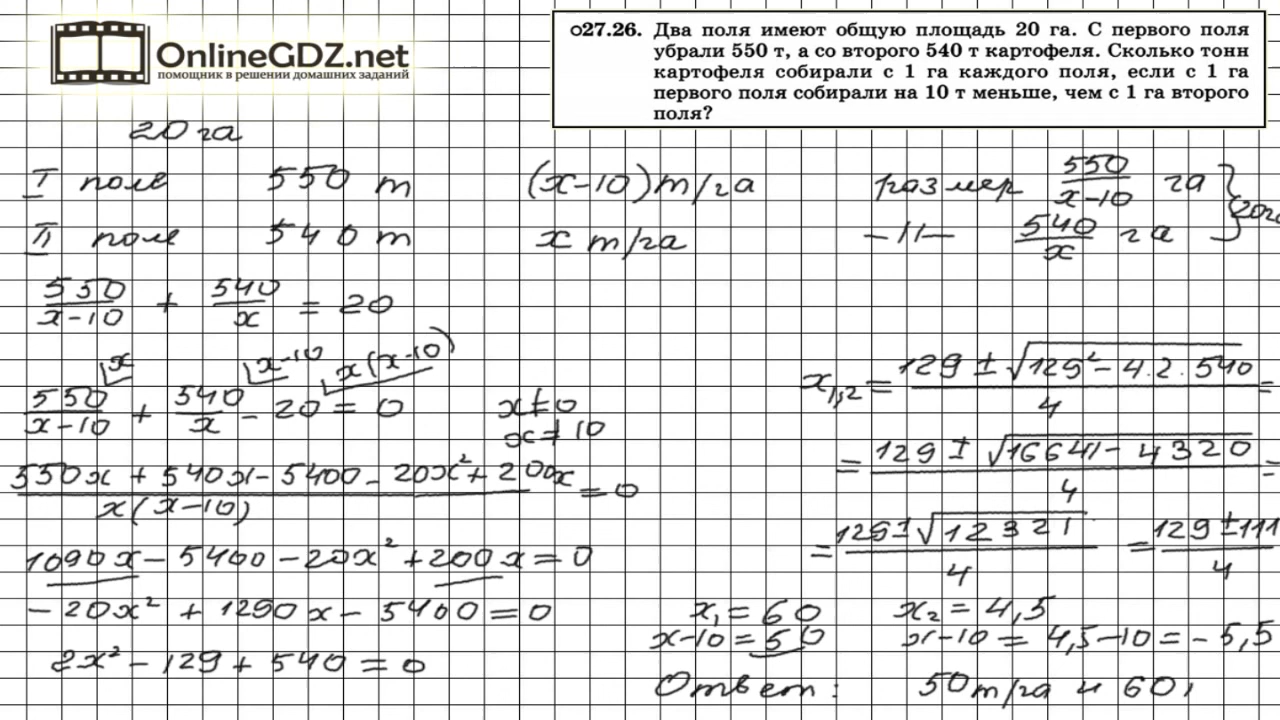 OnlineGDZ.net
помощник в решении домашних заданий
27.26. Два поля имеют общую площадь 20 га. С первого поля
убрали 550 т, а со второго 540 т картофеля. Сколько тонн
картофеля собирали с 1 га каждого поля, если с 1 га
первого поля собирали на 10 т меньше, чем с 1 га второго
поля?
20 га
I поле 550 т (x-10) т/га размер 550/(x-10) га
II поле 540 т x т/га -||- 540/x га } 20 га
550/(x-10) + 540/x = 20
550/(x-10) ⌊x + 540/x ⌊x-10 - 20 ⌊x(x-10) = 0 x ≠ 0
x ≠ 10
(550x + 540x - 5400 - 20x² + 200x)/(x(x-10)) = 0
1090x - 5400 - 20x² + 200x = 0
- 20x² + 1290x - 5400 = 0
2x² - 129 + 540 = 0
x₁,₂ = (129 ± √(129² - 4·2·540))/4 =
= (129 ± √(16641 - 4320))/4 =
= (129 ± √12321)/4 = (129 ± 111)/4
x₁ = 60 x₂ = 4,5
x-10 = 50 x-10 = 4,5-10 = -5,5
Ответ: 50 т/га и 60